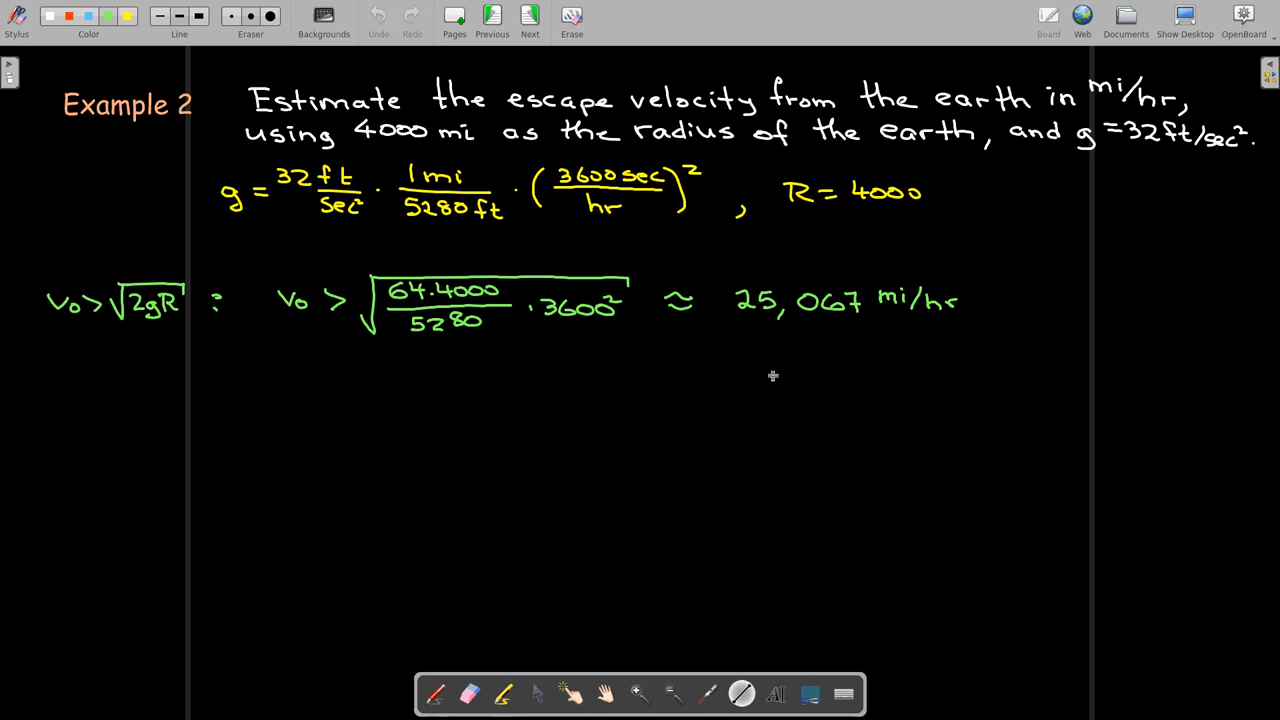 Stylus Color Line Eraser Backgrounds Undo Redo Pages Previous Next Erase Board Web Documents Show Desktop OpenBoard
Example 2 Estimate the escape velocity from the earth in mi/hr,
using 4000 mi as the radius of the earth, and g = 32 ft/sec².
g = 32 ft/sec² · 1 mi/5280 ft · (3600 sec/hr)², R = 4000
v₀ > √(2gR) : v₀ > √(64·4000/5280 · 3600²) ≈ 25,067 mi/hr
AI